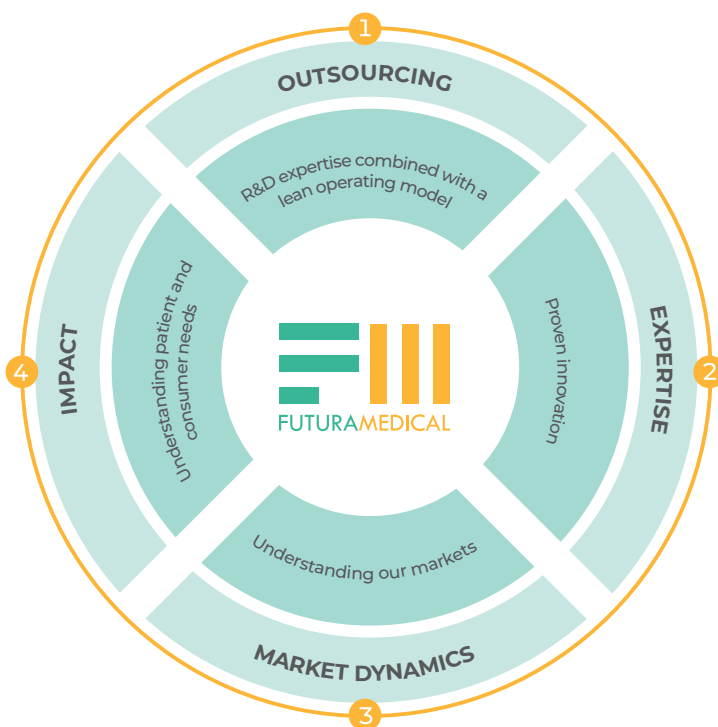 1
OUTSOURCING
R&D expertise combined with a
lean operating model
2
EXPERTISE
Proven innovation
3
MARKET DYNAMICS
Understanding our markets
4
IMPACT
Understanding patient and
consumer needs
FUTURAMEDICAL